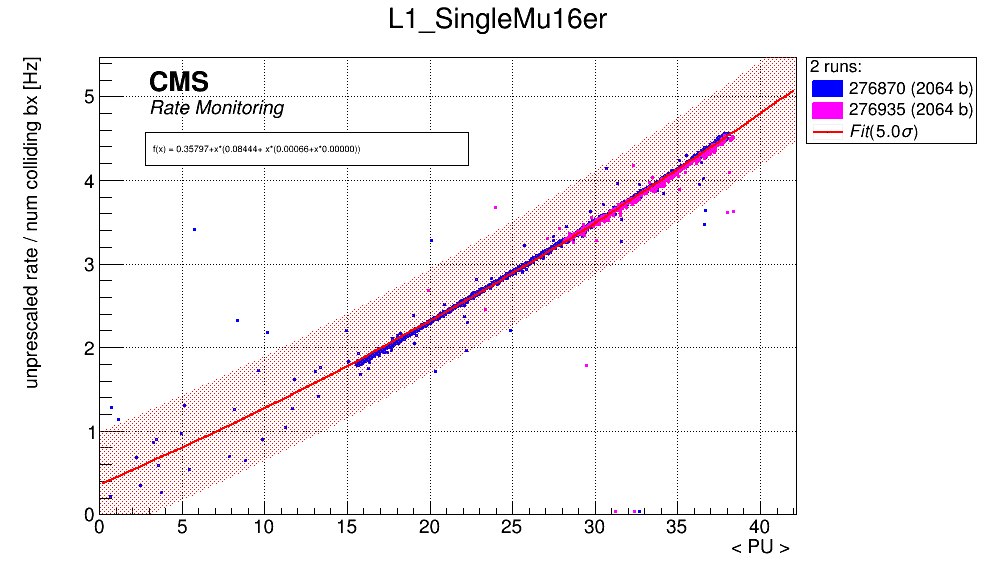 L1_SingleMu16er
unprescaled rate / num colliding bx [Hz]
CMS
Rate Monitoring
f(x) = 0.35797+x*(0.08444+ x*(0.00066+x*0.00000))
2 runs:
276870 (2064 b)
276935 (2064 b)
Fit(5.0σ)
5
4
3
2
1
0
0 5 10 15 20 25 30 35 40
< PU >